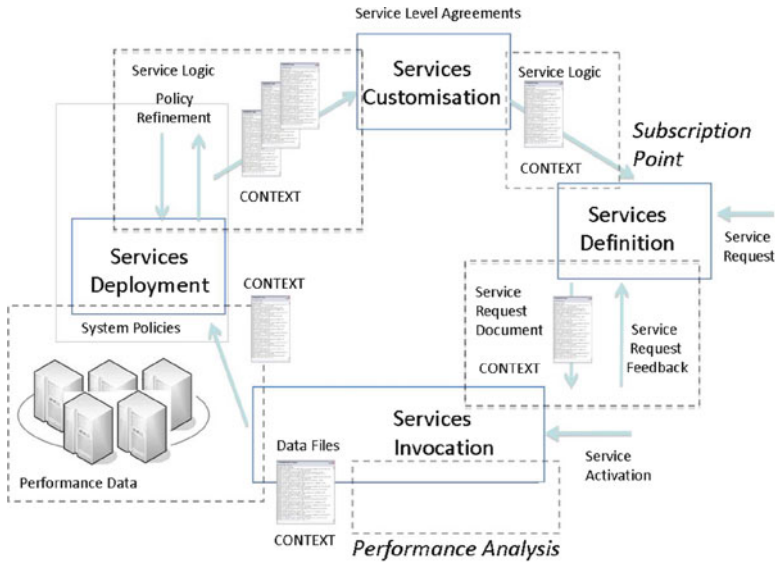 Service Level Agreements
Service Logic
Policy
Refinement
CONTEXT
Services
Customisation
Service Logic
CONTEXT
Subscription
Point
Services
Definition
Service
Request
Services
Deployment
System Policies
CONTEXT
Service
Request
Document
CONTEXT
Service
Request
Feedback
Performance Data
Services
Invocation
Data Files
CONTEXT
Service
Activation
Performance Analysis